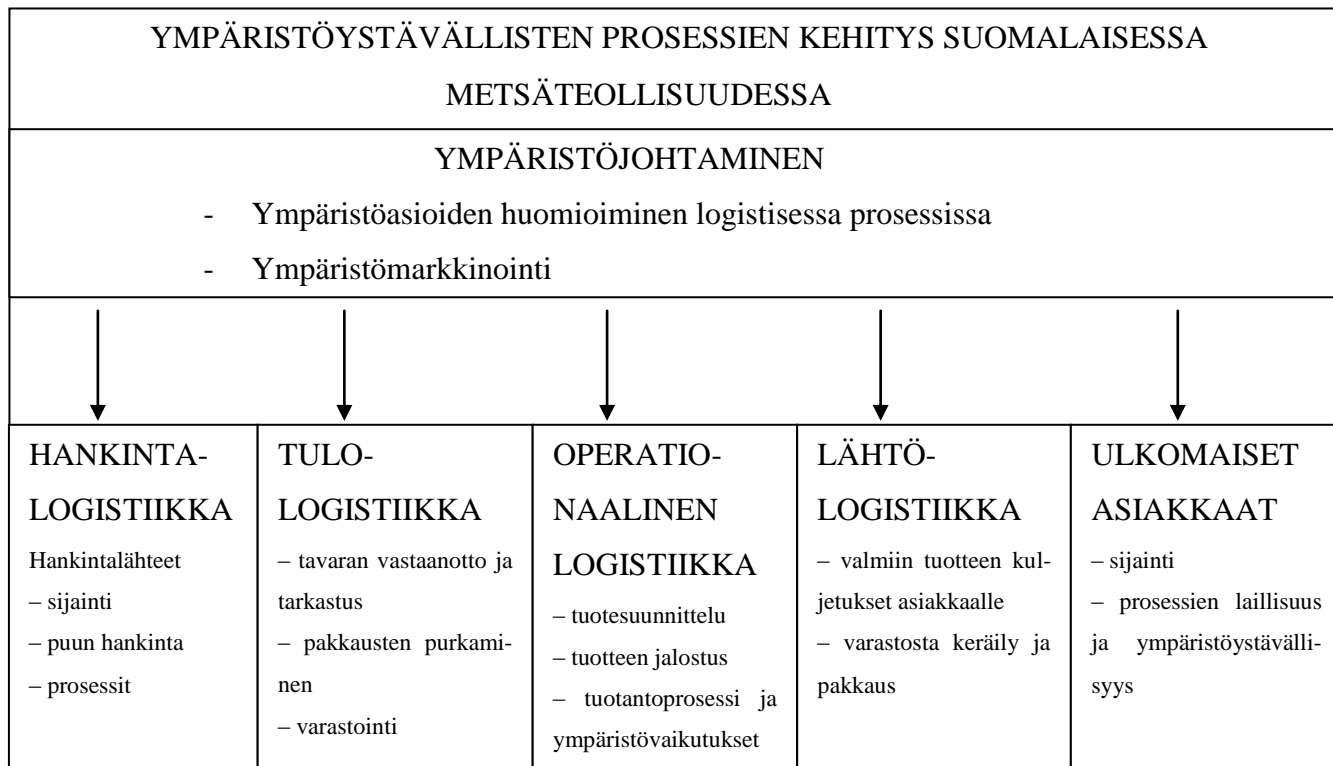 YMPÄRISTÖYSTÄVÄLLISTEN PROSESSIEN KEHITYS SUOMALAISESSA
METSÄTEOLLISUUDESSA
YMPÄRISTÖJOHTAMINEN
- Ympäristöasioiden huomioiminen logistisessa prosessissa
- Ympäristömarkkinointi
HANKINTA-
LOGISTIIKKA
Hankintalähteet
– sijainti
– puun hankinta
– prosessit
TULO-
LOGISTIIKKA
– tavaran vastaanotto ja
tarkastus
– pakkausten purkami-
nen
– varastointi
OPERATIO-
NAALINEN
LOGISTIIKKA
– tuotesuunnittelu
– tuotteen jalostus
– tuotantoprosessi ja
ympäristövaikutukset
LÄHTÖ-
LOGISTIIKKA
– valmiin tuotteen kul-
jetukset asiakkaalle
– varastosta keräily ja
pakkaus
ULKOMAISET
ASIAKKAAT
– sijainti
– prosessien laillisuus
ja ympäristöystävälli-
syys